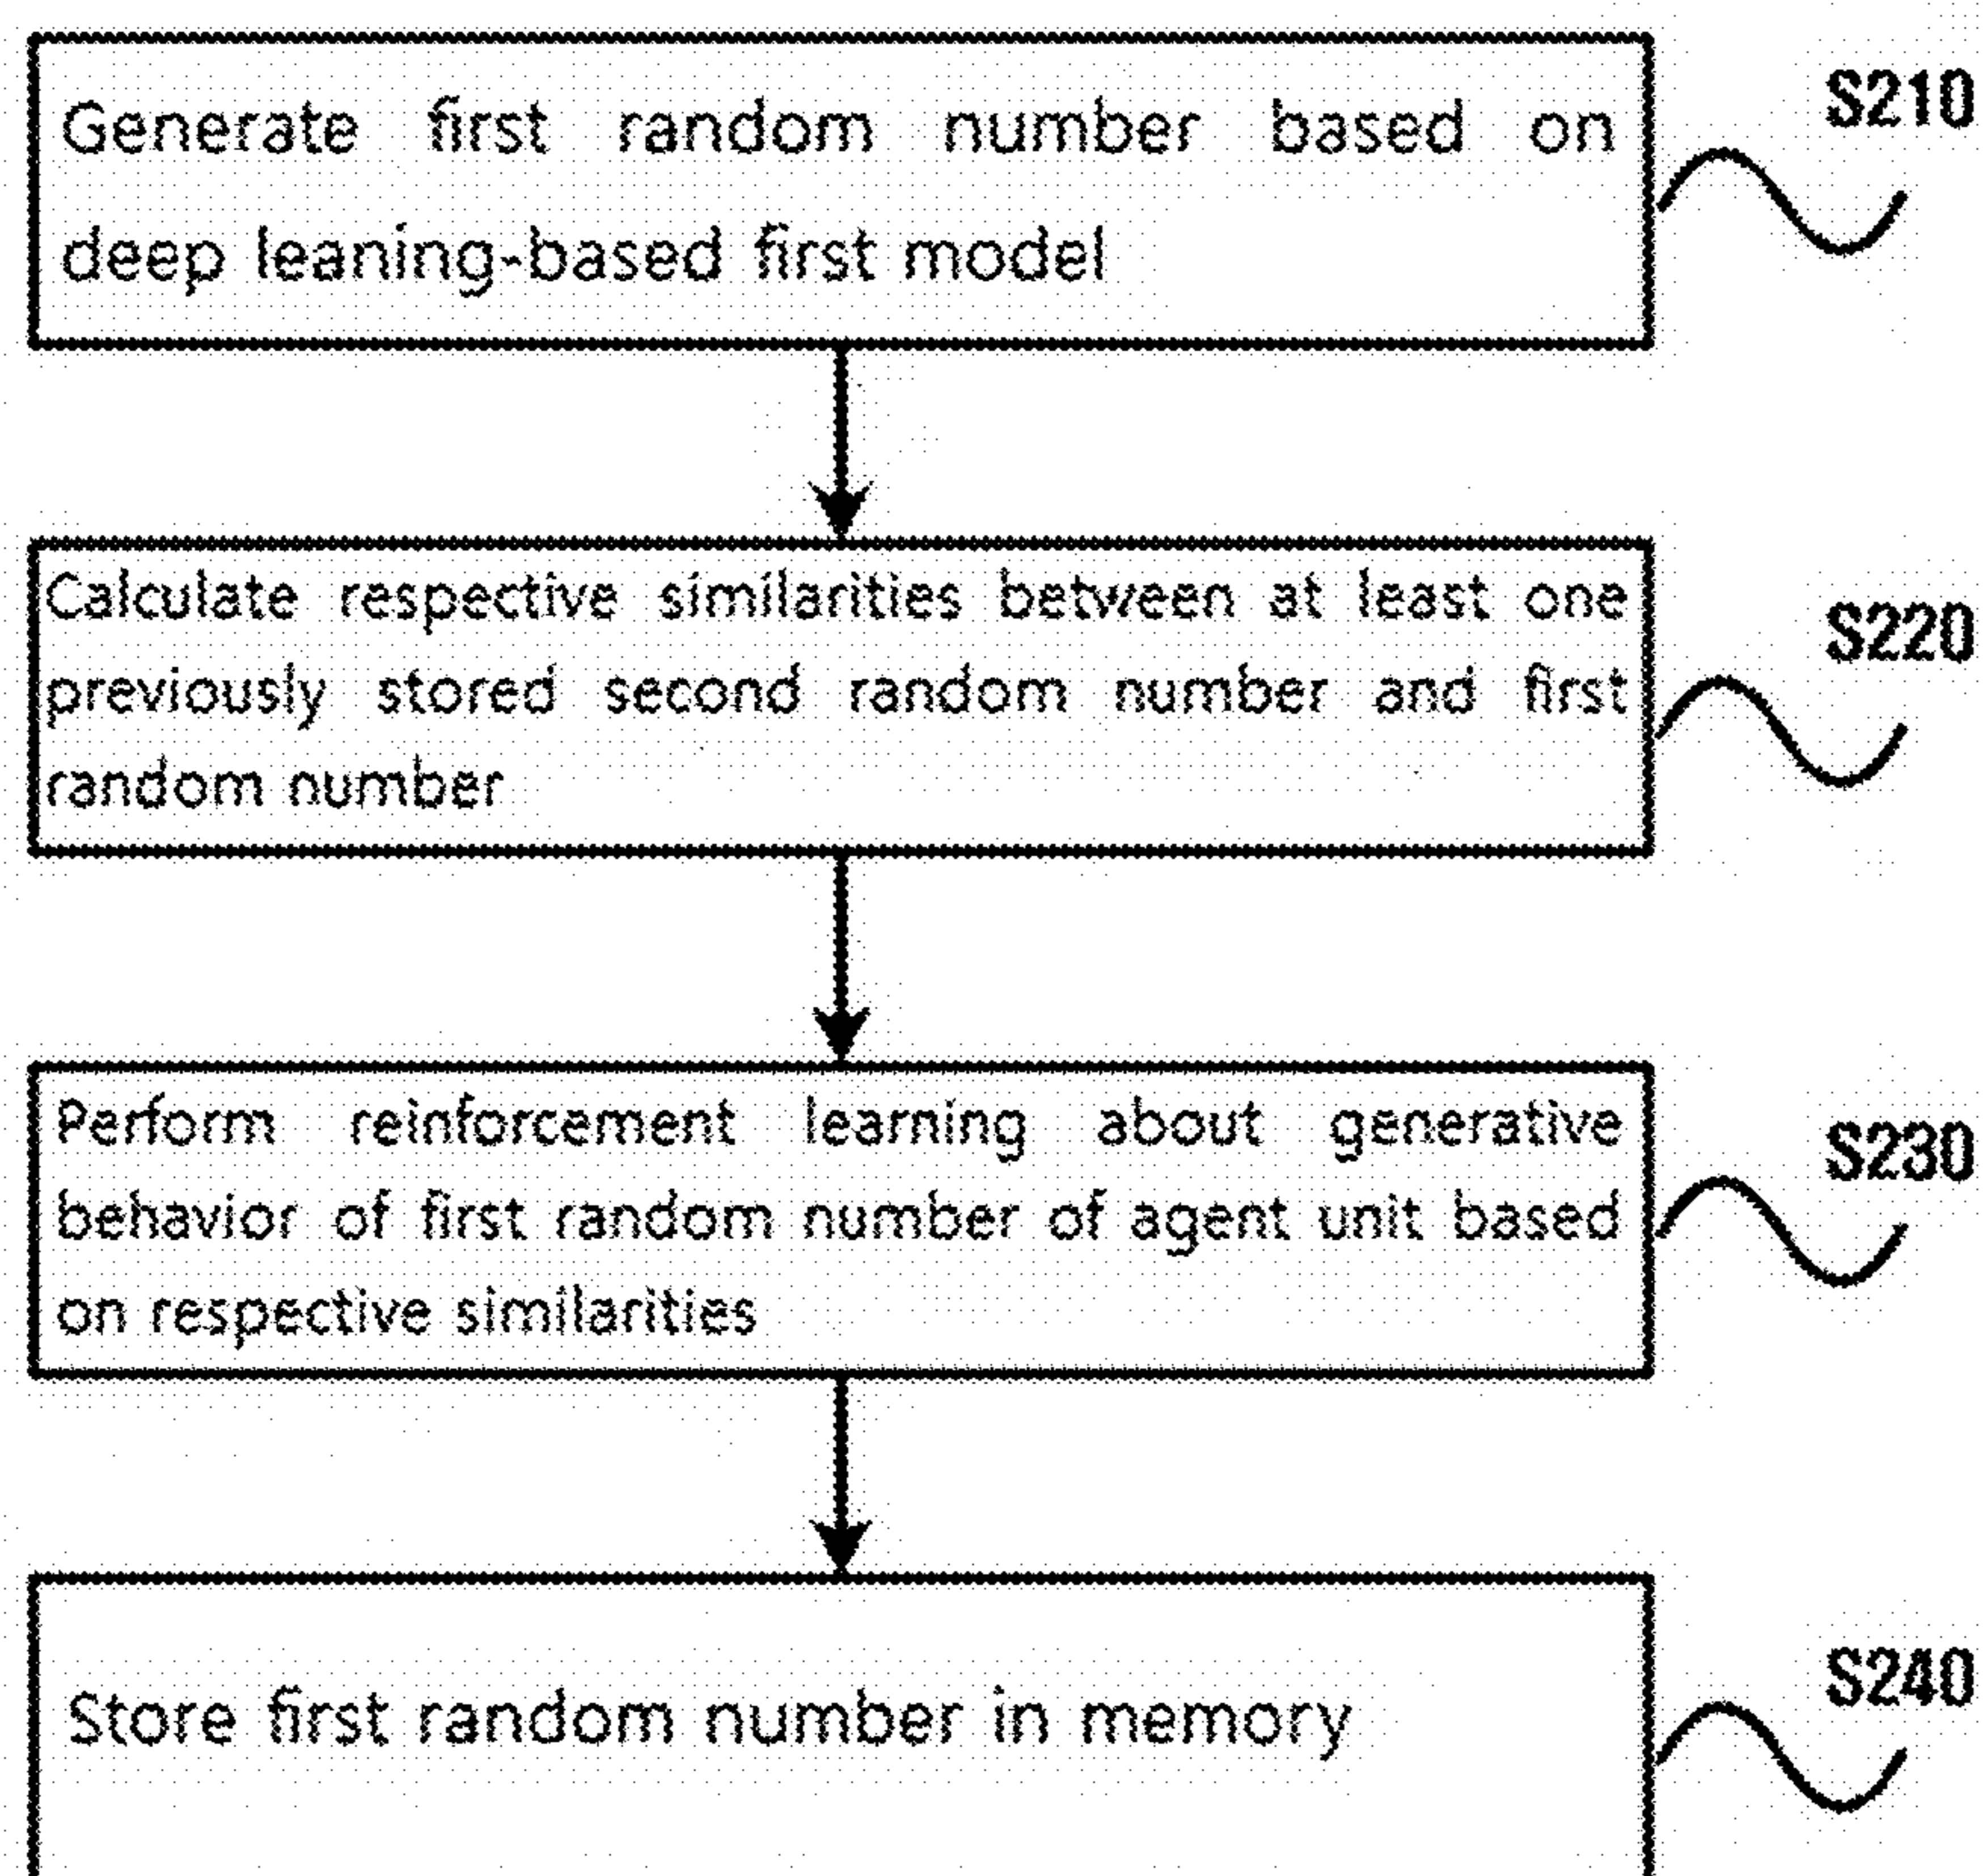 S210
Generate first random number based on
deep leaning-based first model
S220
Calculate respective similarities between at least one
previously stored second random number and first
random number
S230
Perform reinforcement learning about generative
behavior of first random number of agent unit based
on respective similarities
S240
Store first random number in memory